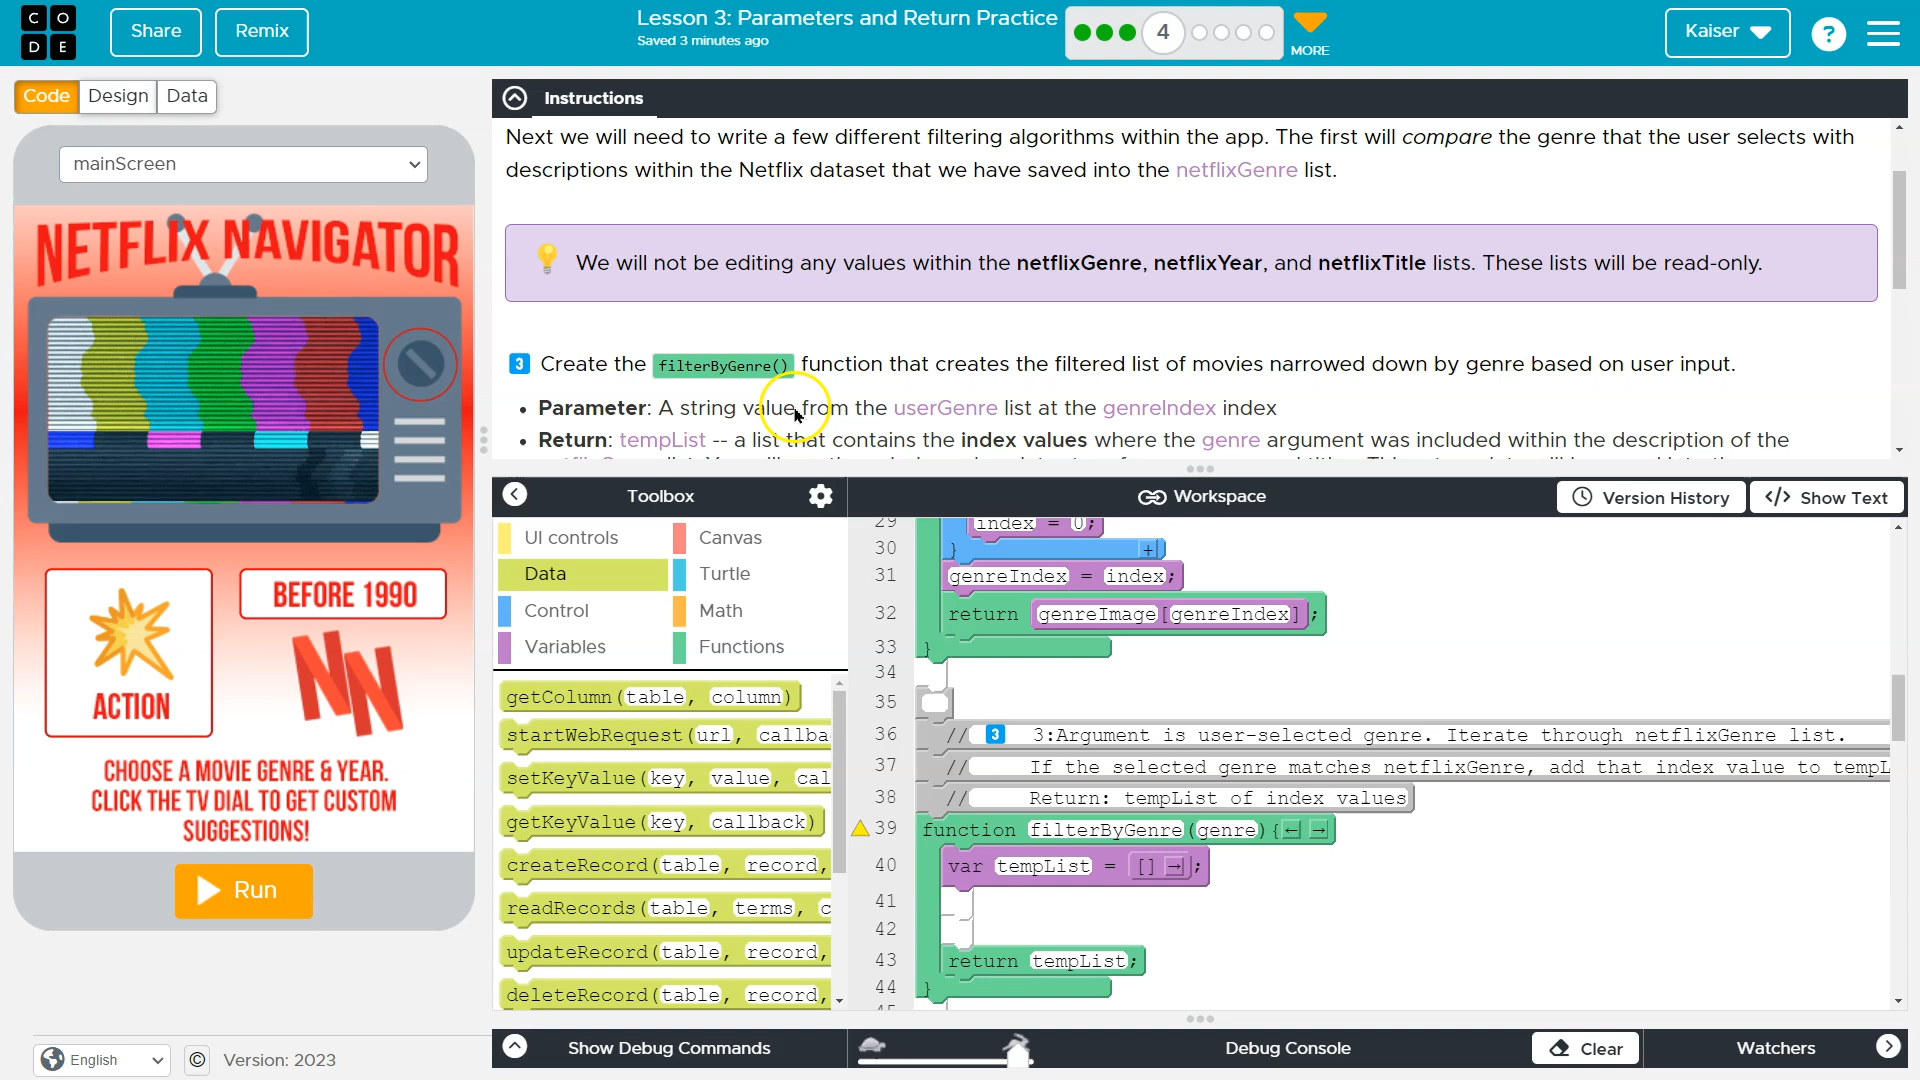 CO
DE
Share
Remix
Lesson 3: Parameters and Return Practice
Saved 3 minutes ago
4
MORE
Kaiser
?
Code
Design
Data
mainScreen
NETFLIX NAVIGATOR
ACTION
BEFORE 1990
NN
CHOOSE A MOVIE GENRE & YEAR.
CLICK THE TV DIAL TO GET CUSTOM
SUGGESTIONS!
Run
English
©
Version: 2023
Instructions
Next we will need to write a few different filtering algorithms within the app. The first will compare the genre that the user selects with
descriptions within the Netflix dataset that we have saved into the netflixGenre list.
We will not be editing any values within the netflixGenre, netflixYear, and netflixTitle lists. These lists will be read-only.
3 Create the filterByGenre() function that creates the filtered list of movies narrowed down by genre based on user input.
• Parameter: A string value from the userGenre list at the genreIndex index
• Return: tempList -- a list that contains the index values where the genre argument was included within the description of the
Toolbox
UI controls
Canvas
Data
Turtle
Control
Math
Variables
Functions
getColumn(table, column)
startWebRequest(url, callba
setKeyValue(key, value, cal
getKeyValue(key, callback)
createRecord(table, record,
readRecords(table, terms, c
updateRecord(table, record,
deleteRecord(table, record,
Workspace
Version History
</> Show Text
29 index = 0;
30 } +
31 genreIndex = index;
32 return genreImage[genreIndex];
33 }
34
35
36 // 3 3:Argument is user-selected genre. Iterate through netflixGenre list.
37 // If the selected genre matches netflixGenre, add that index value to tempL
38 // Return: tempList of index values
39 function filterByGenre(genre){← →
40 var tempList = [] →;
41
42
43 return tempList;
44 }
Show Debug Commands
Debug Console
Clear
Watchers